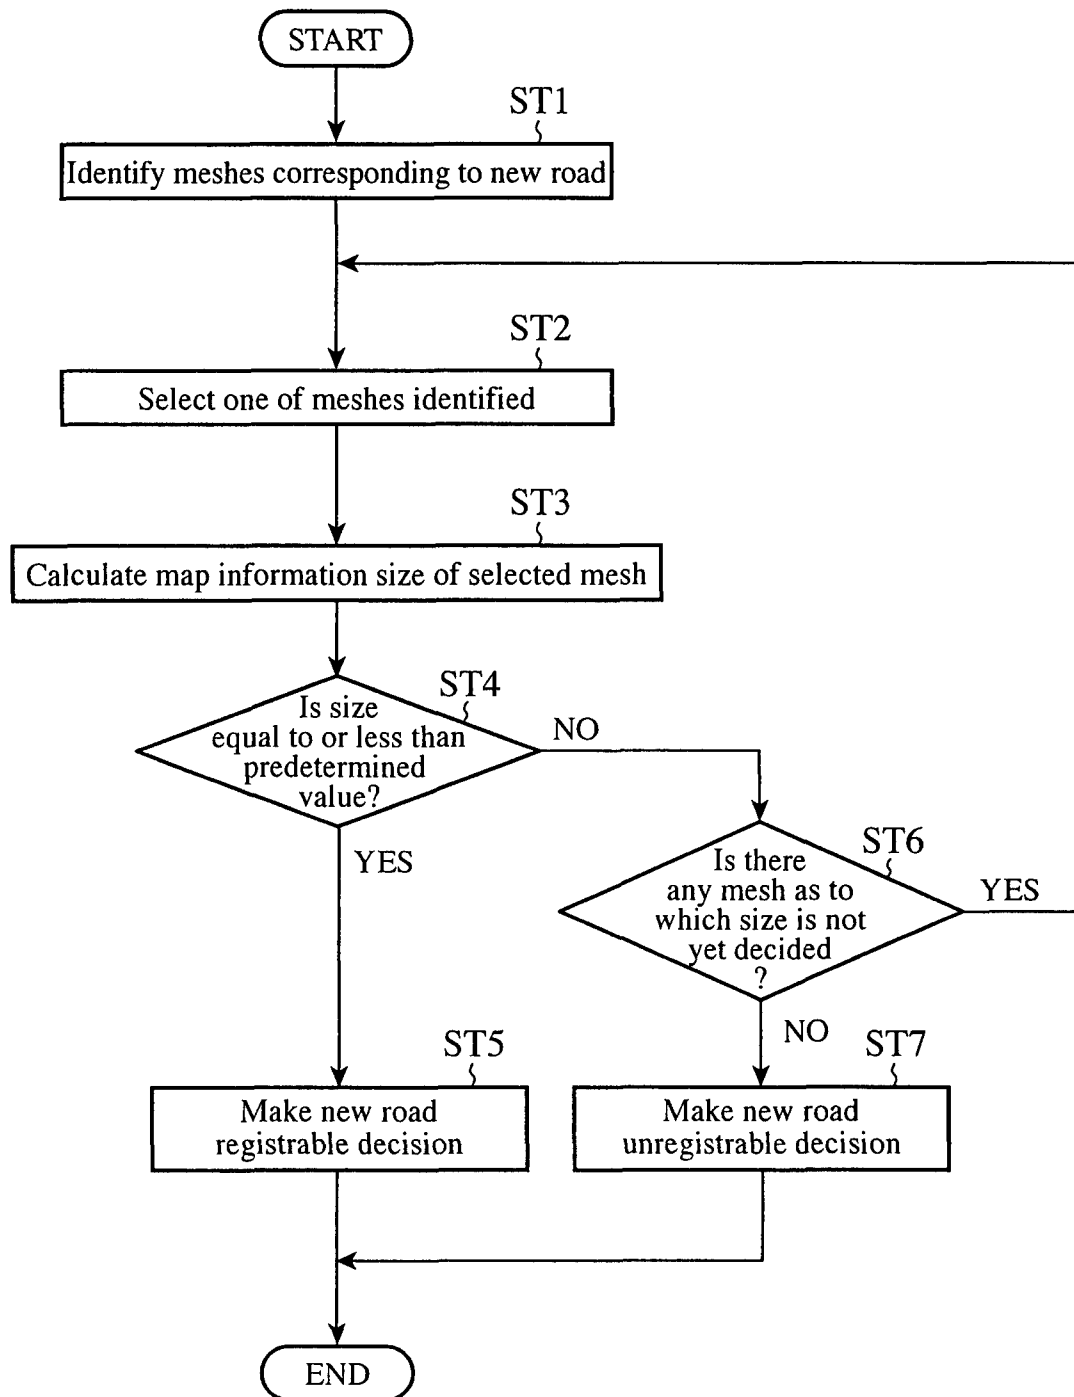 START
ST1
Identify meshes corresponding to new road
ST2
Select one of meshes identified
ST3
Calculate map information size of selected mesh
ST4
Is size
equal to or less than
predetermined
value?
NO
YES
ST6
Is there
any mesh as to
which size is not
yet decided
?
YES
NO
ST5
Make new road
registrable decision
ST7
Make new road
unregistrable decision
END